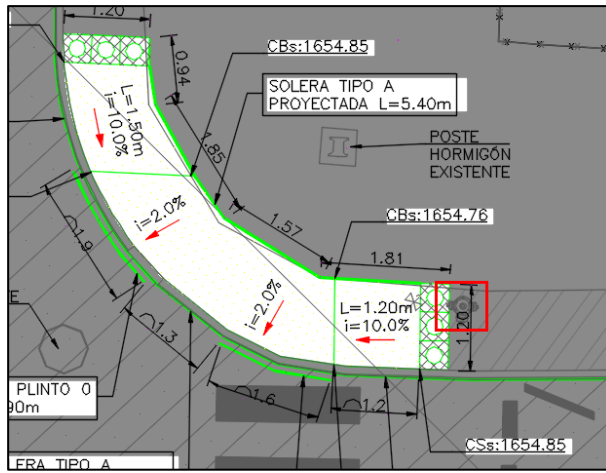 1.20
CBs:1654.85
0.94
SOLERA TIPO A
PROYECTADA L=5.40m
L=1.50m
i=10.0%
1.85
POSTE
HORMIGÓN
EXISTENTE
i=2.0%
1.57
CBs:1654.76
1.81
1.9
i=2.0%
L=1.20m
i=10.0%
1.20
E
1.3
PLINTO 0
90m
1.6
1.2
CSs:1654.85
ERA TIPO A